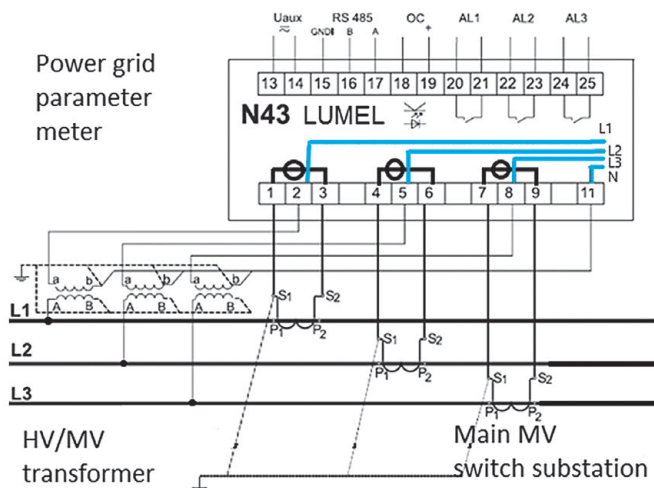 Uaux RS 485 OC AL1 AL2 AL3
GND B A +
13 14 15 16 17 18 19 20 21 22 23 24 25
Power grid
parameter
meter
N43 LUMEL
L1
L2
L3
N
1 2 3 4 5 6 7 8 9 11
a b a b a b
A B A B A B
S1 S2
L1
P1 P2
S1 S2
L2
P1 P2
S1 S2
L3
P1 P2
HV/MV
transformer
Main MV
switch substation